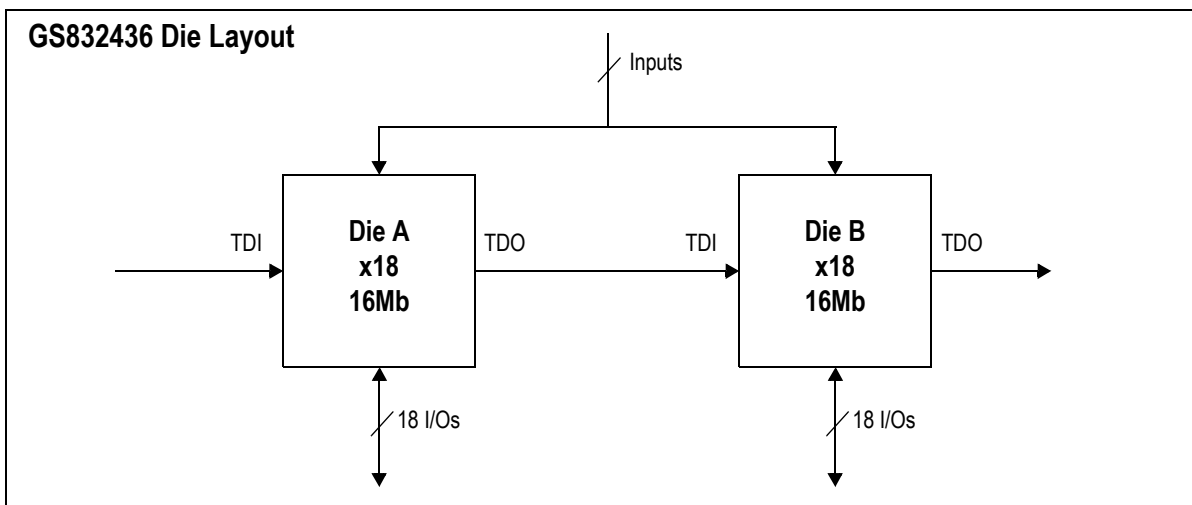 GS832436 Die Layout
Inputs
TDI
Die A
x18
16Mb
TDO
TDI
Die B
x18
16Mb
TDO
18 I/Os
18 I/Os